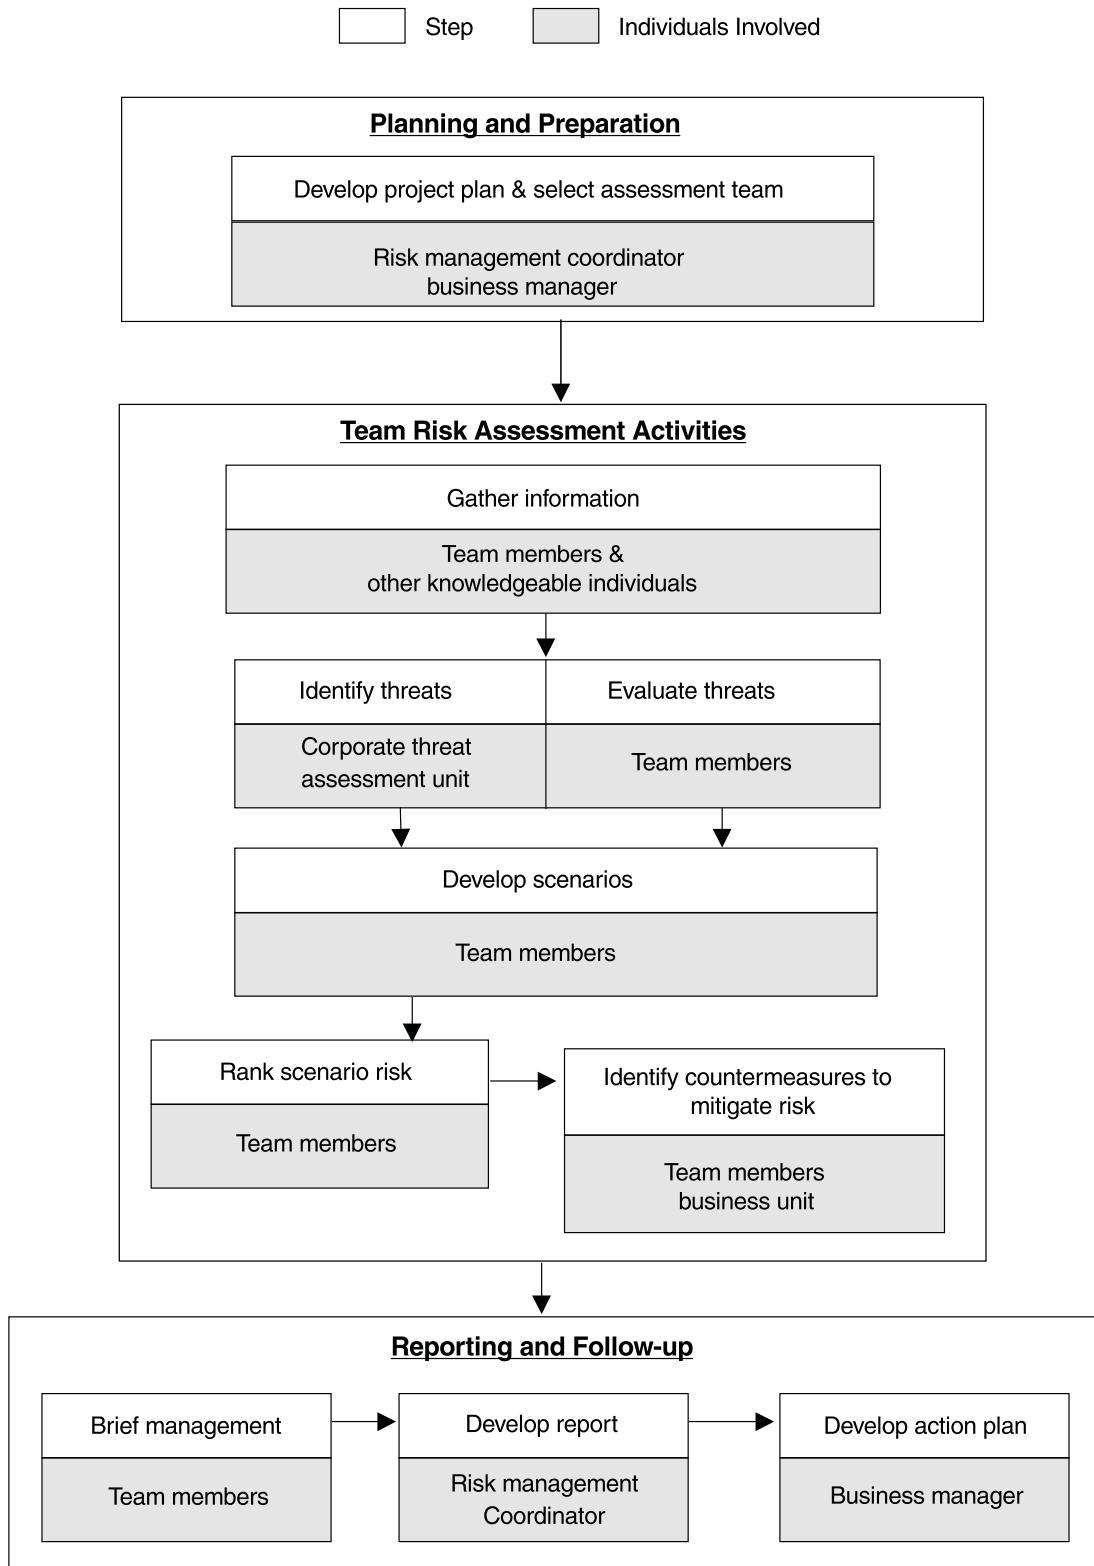 Step
Individuals Involved
Planning and Preparation
Develop project plan & select assessment team
Risk management coordinator
business manager
Team Risk Assessment Activities
Gather information
Team members &
other knowledgeable individuals
Identify threats
Evaluate threats
Corporate threat
assessment unit
Team members
Develop scenarios
Team members
Rank scenario risk
Team members
Identify countermeasures to
mitigate risk
Team members
business unit
Reporting and Follow-up
Brief management
Team members
Develop report
Risk management
Coordinator
Develop action plan
Business manager